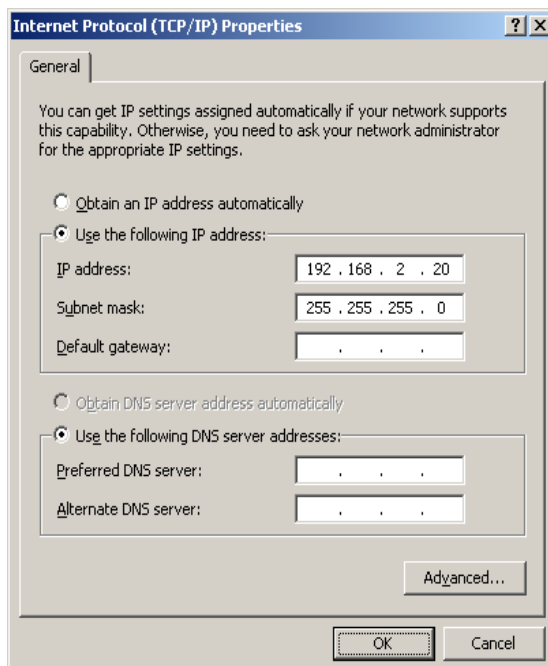 Internet Protocol (TCP/IP) Properties
General
You can get IP settings assigned automatically if your network supports
this capability. Otherwise, you need to ask your network administrator
for the appropriate IP settings.
Obtain an IP address automatically
Use the following IP address:
IP address: 192 . 168 . 2 . 20
Subnet mask: 255 . 255 . 255 . 0
Default gateway: . . .
Obtain DNS server address automatically
Use the following DNS server addresses:
Preferred DNS server: . . .
Alternate DNS server: . . .
Advanced...
OK Cancel